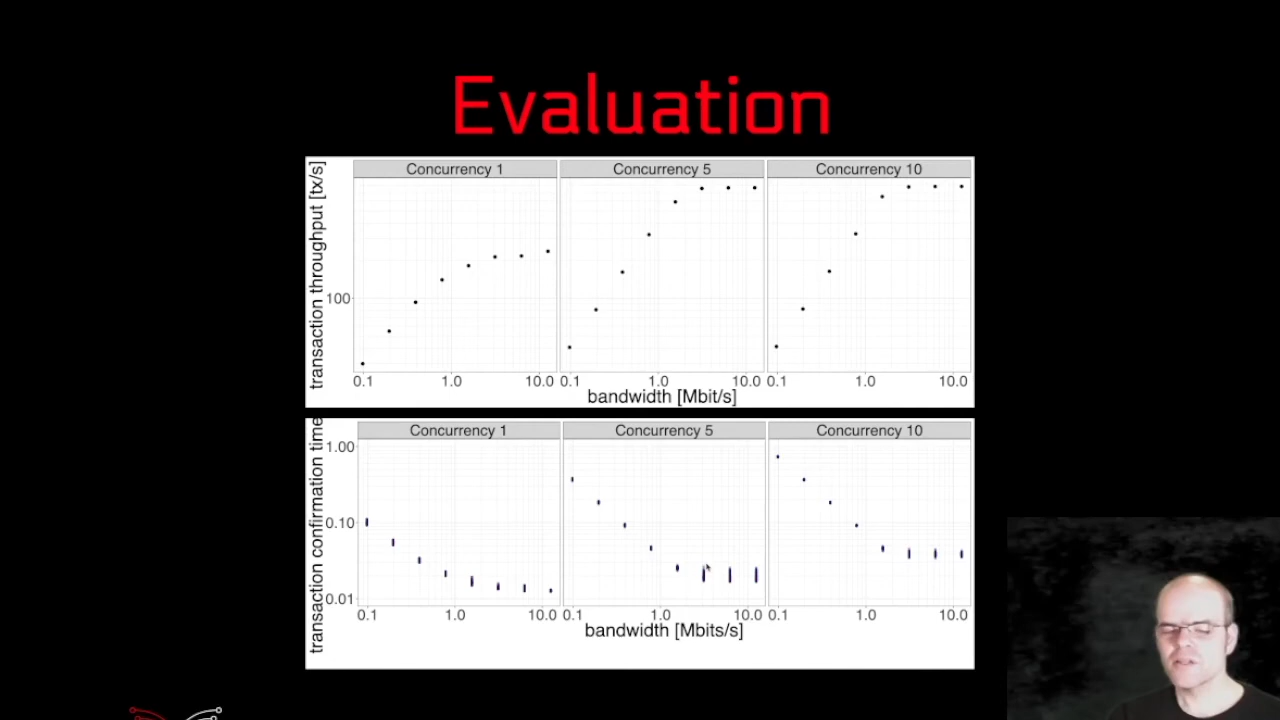 Evaluation
Concurrency 1 Concurrency 5 Concurrency 10
transaction throughput [tx/s]
100
0.1 1.0 10.0 0.1 1.0 10.0 0.1 1.0 10.0
bandwidth [Mbit/s]
Concurrency 1 Concurrency 5 Concurrency 10
transaction confirmation time
1.00
0.10
0.01
0.1 1.0 10.0 0.1 1.0 10.0 0.1 1.0 10.0
bandwidth [Mbits/s]